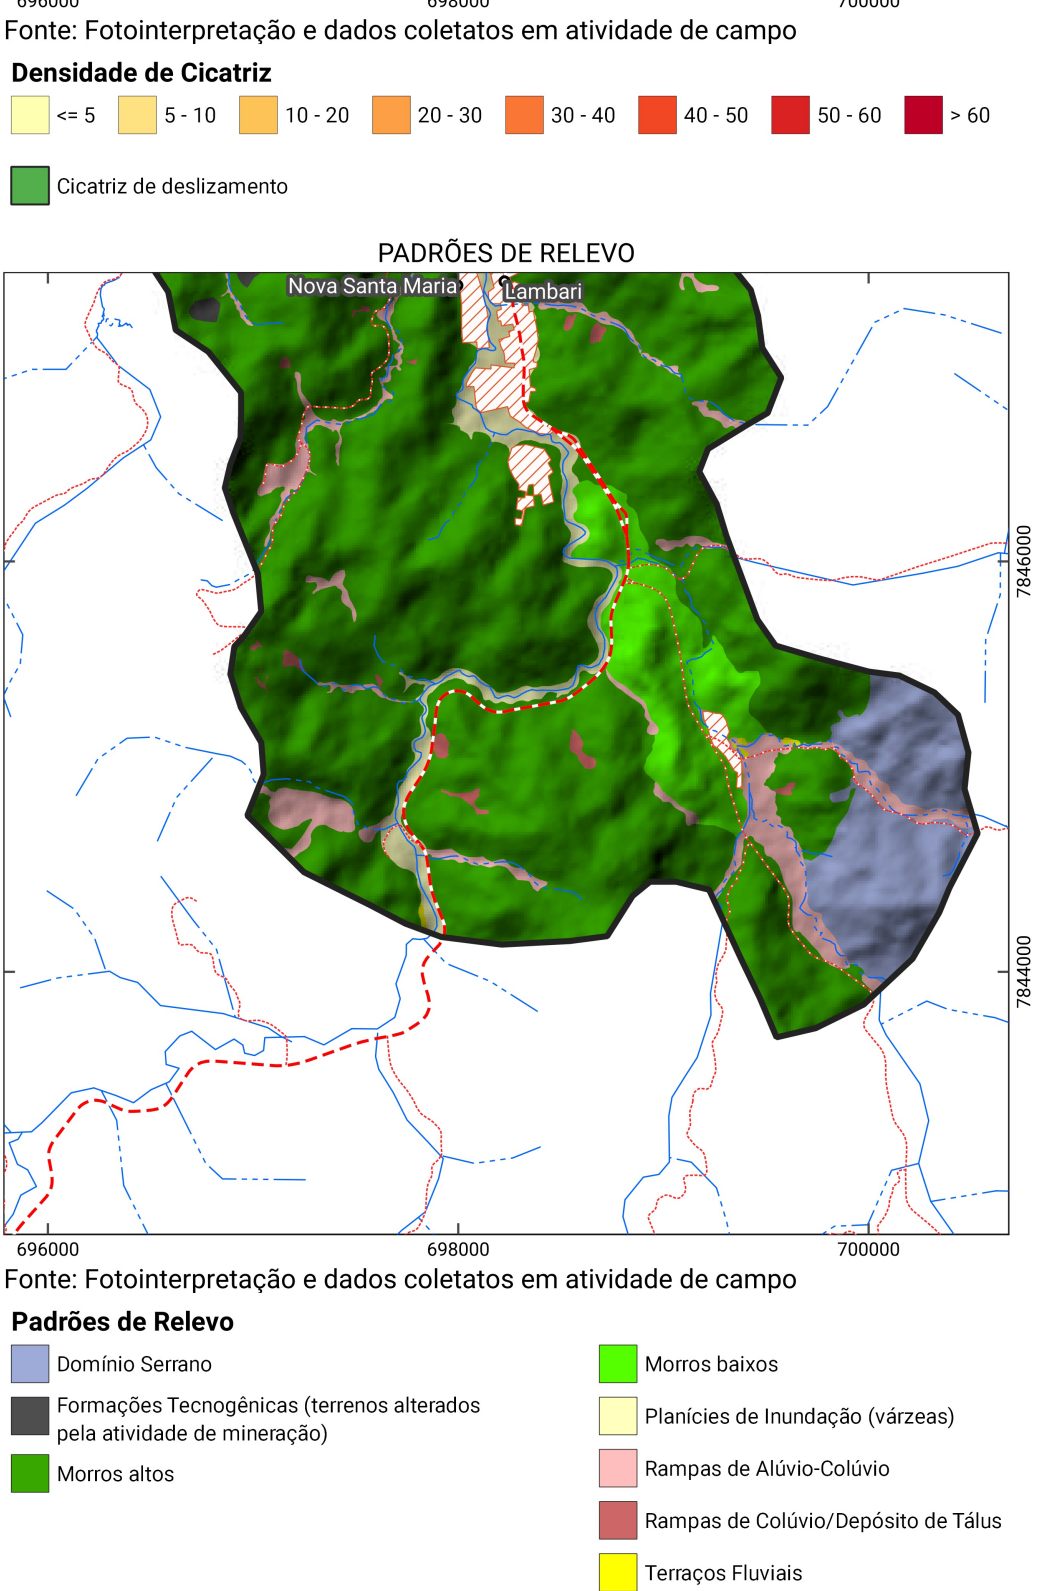 696000 698000 700000
Fonte: Fotointerpretação e dados coletatos em atividade de campo
Densidade de Cicatriz
<= 5 5 - 10 10 - 20 20 - 30 30 - 40 40 - 50 50 - 60 > 60
Cicatriz de deslizamento
PADRÕES DE RELEVO
Nova Santa Maria
Lambari
7846000
7844000
696000 698000 700000
Fonte: Fotointerpretação e dados coletatos em atividade de campo
Padrões de Relevo
Domínio Serrano
Formações Tecnogênicas (terrenos alterados
pela atividade de mineração)
Morros altos
Morros baixos
Planícies de Inundação (várzeas)
Rampas de Alúvio-Colúvio
Rampas de Colúvio/Depósito de Tálus
Terraços Fluviais